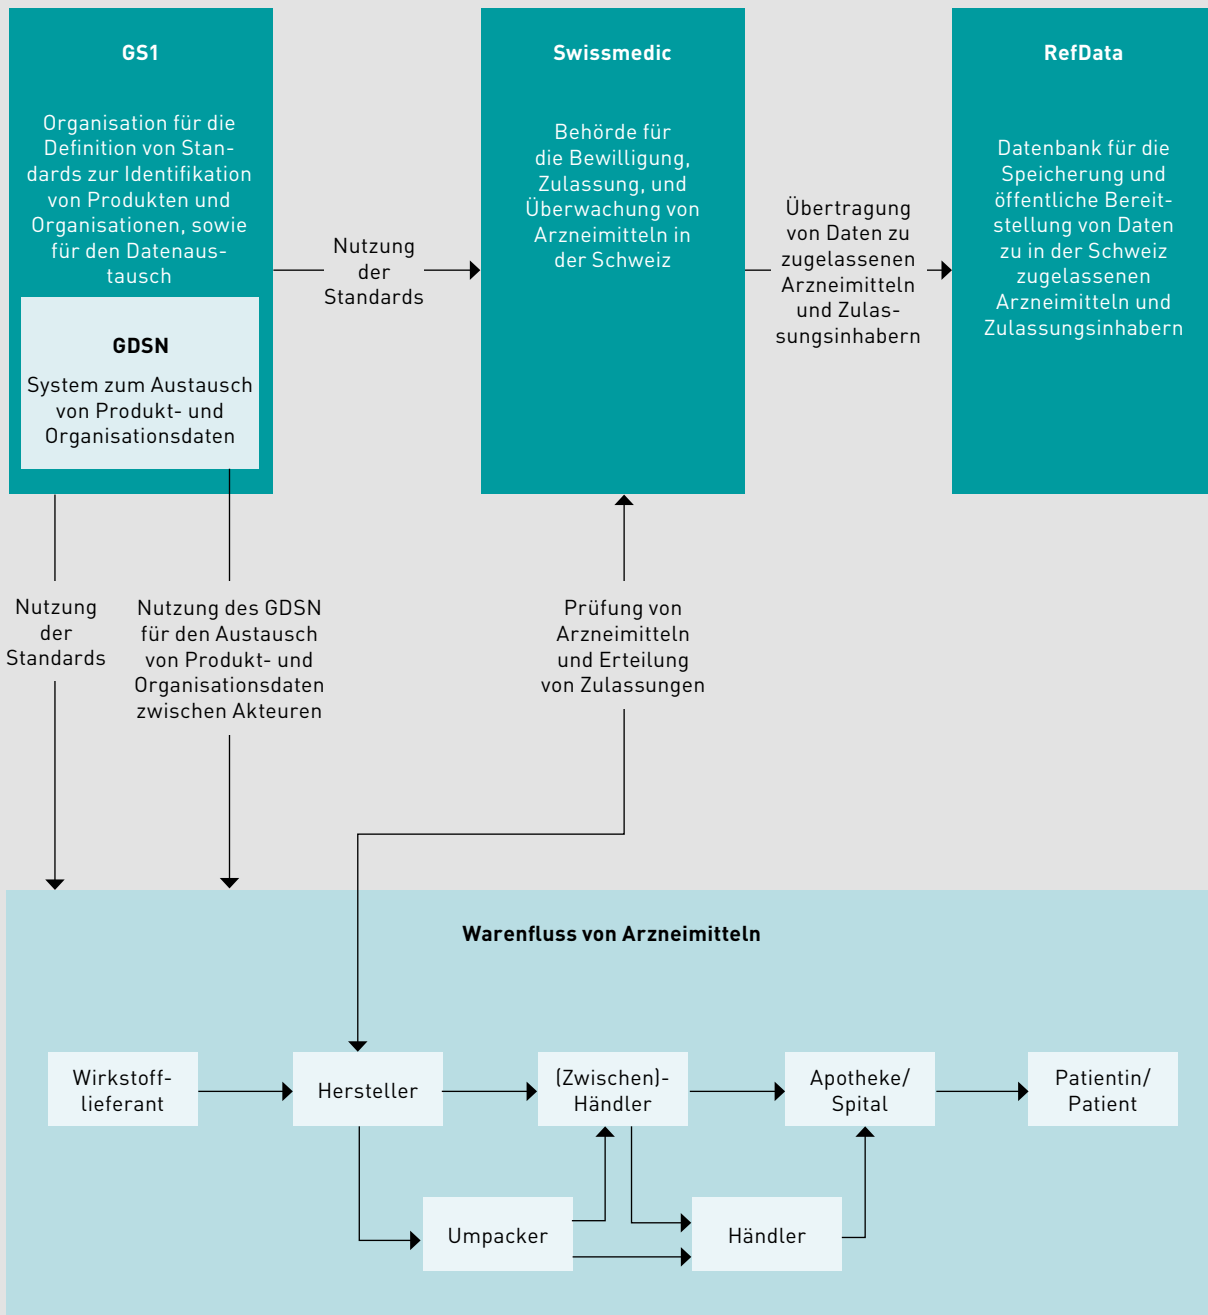 GS1
Organisation für die
Definition von Stan-
dards zur Identifikation
von Produkten und
Organisationen, sowie
für den Datenaus-
tausch
GDSN
System zum Austausch
von Produkt- und
Organisationsdaten
Nutzung
der
Standards
Swissmedic
Behörde für
die Bewilligung,
Zulassung, und
Überwachung von
Arzneimitteln in
der Schweiz
Übertragung
von Daten zu
zugelassenen
Arzneimitteln
und Zulas-
sungsinhabern
RefData
Datenbank für die
Speicherung und
öffentliche Bereit-
stellung von Daten
zu in der Schweiz
zugelassenen
Arzneimitteln und
Zulassungsinhabern
Nutzung
der
Standards
Nutzung des GDSN
für den Austausch
von Produkt- und
Organisationsdaten
zwischen Akteuren
Prüfung von
Arzneimitteln
und Erteilung
von Zulassungen
Warenfluss von Arzneimitteln
Wirkstoff-
lieferant
Hersteller
(Zwischen)-
Händler
Apotheke/
Spital
Patientin/
Patient
Umpacker
Händler